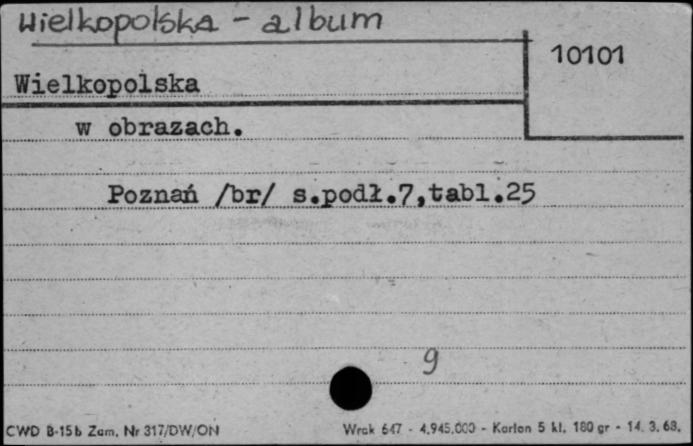 Wielkopolska - album
10101
Wielkopolska
w obrazach.
Poznań /br/ s.podł.7,tabl.25
9
CWD B-15b Zam. Nr 317/DW/ON
Wrak 647 - 4.945.000 - Karton 5 kl. 180 gr - 14. 3. 68.